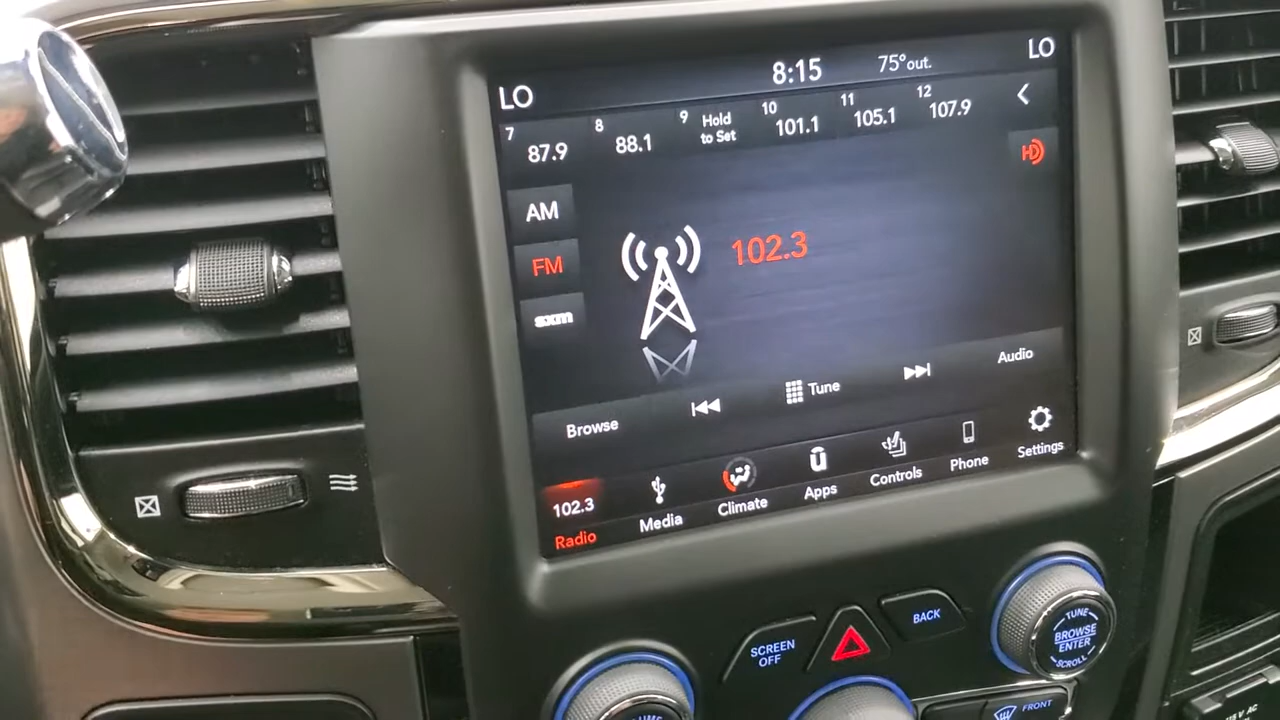 LO 8:15 75° out. LO
7 87.9 8 88.1 9 Hold to Set 10 101.1 11 105.1 12 107.9
HD
AM
FM 102.3
sxm
Browse Tune Audio
102.3
Radio Media Climate Apps Controls Phone Settings
SCREEN OFF BACK
TUNE
BROWSE
ENTER
SCROLL
FRONT